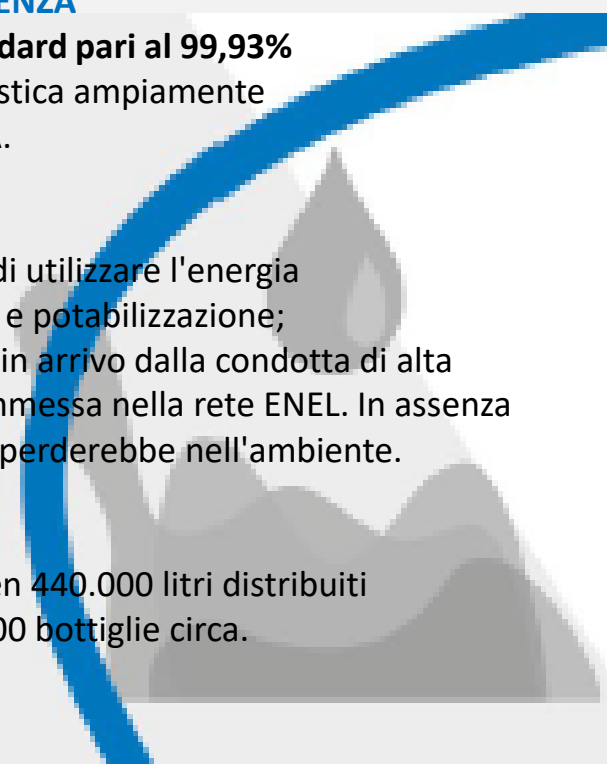 ENZA
dard pari al 99,93%
stica ampiamente
di utilizzare l'energia
e potabilizzazione;
in arrivo dalla condotta di alta
messa nella rete ENEL. In assenza
perderebbe nell'ambiente.
en 440.000 litri distribuiti
00 bottiglie circa.